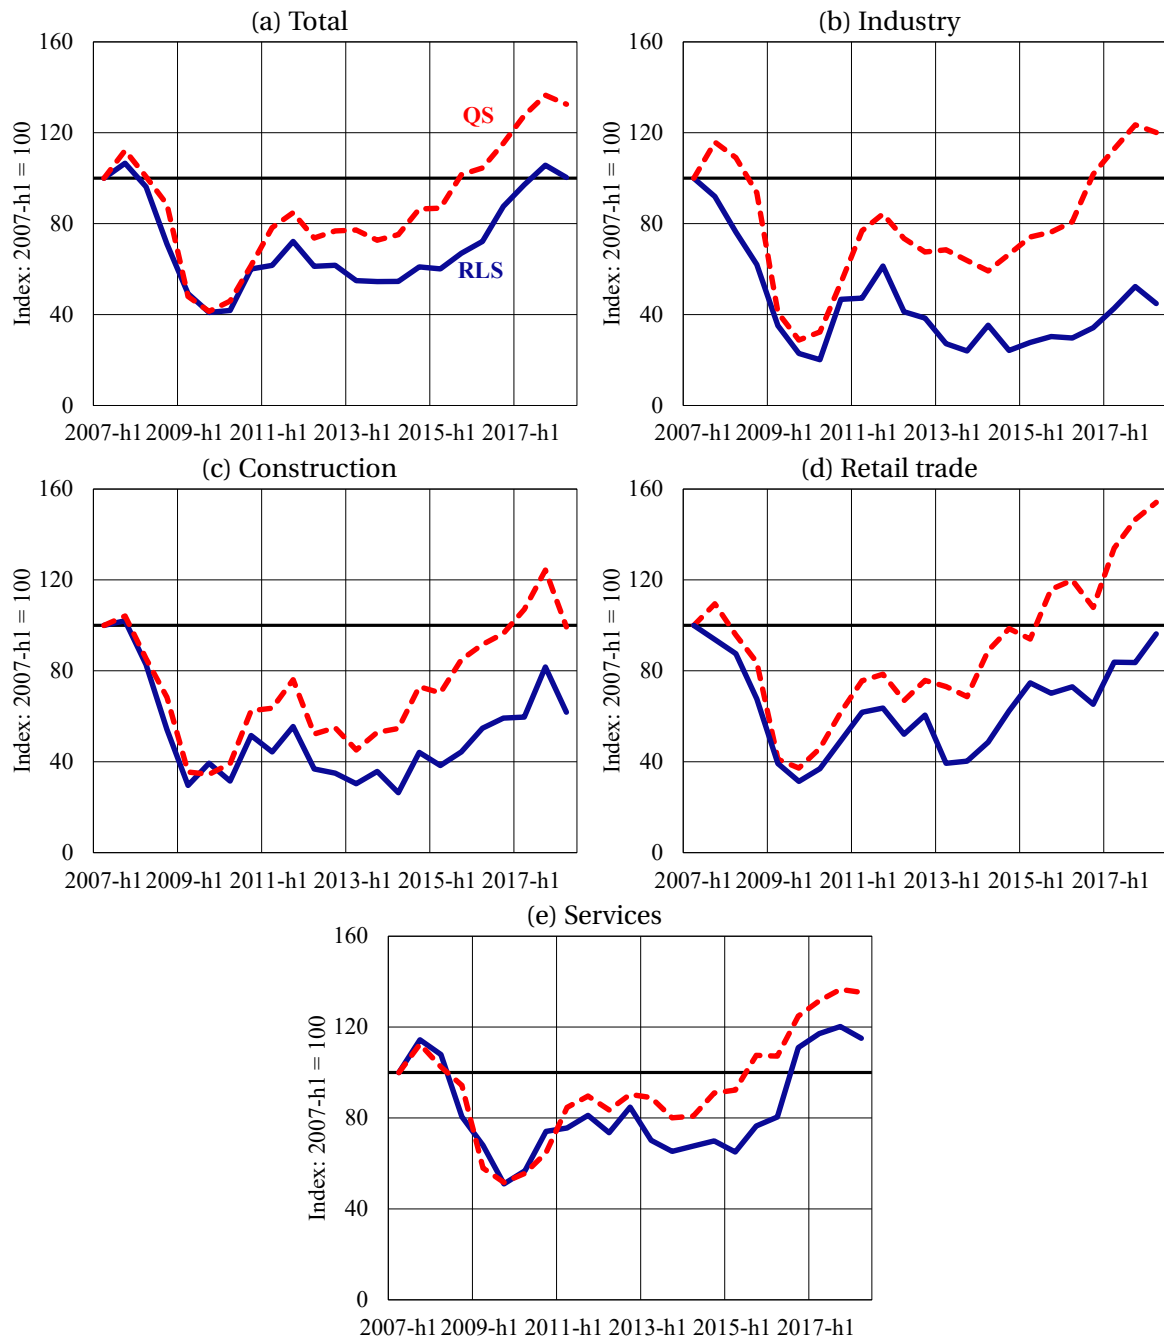 (a) Total
Index: 2007-h1 = 100
160
120
80
40
0
QS
RLS
2007-h1 2009-h1 2011-h1 2013-h1 2015-h1 2017-h1
(b) Industry
Index: 2007-h1 = 100
160
120
80
40
0
2007-h1 2009-h1 2011-h1 2013-h1 2015-h1 2017-h1
(c) Construction
Index: 2007-h1 = 100
160
120
80
40
0
2007-h1 2009-h1 2011-h1 2013-h1 2015-h1 2017-h1
(d) Retail trade
Index: 2007-h1 = 100
160
120
80
40
0
2007-h1 2009-h1 2011-h1 2013-h1 2015-h1 2017-h1
(e) Services
Index: 2007-h1 = 100
160
120
80
40
0
2007-h1 2009-h1 2011-h1 2013-h1 2015-h1 2017-h1